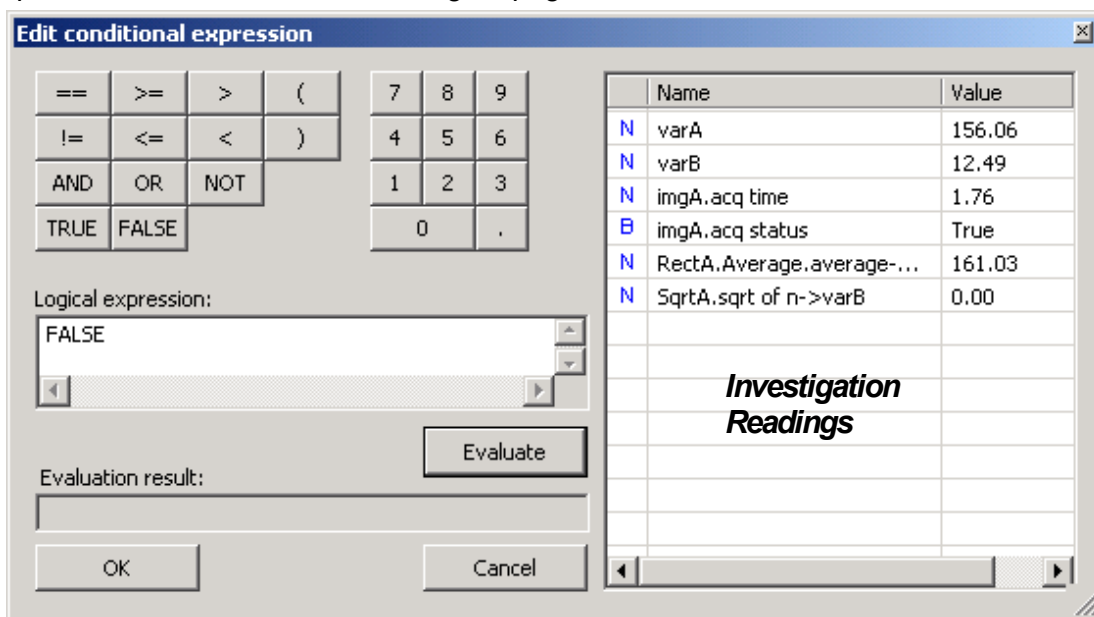 Edit conditional expression
== >= > ( 7 8 9
!= <= < ) 4 5 6
AND OR NOT 1 2 3
TRUE FALSE 0 .
Logical expression:
FALSE
Evaluate
Evaluation result:
OK Cancel
Name Value
N varA 156.06
N varB 12.49
N imgA.acq time 1.76
B imgA.acq status True
N RectA.Average.average-... 161.03
N SqrtA.sqrt of n->varB 0.00
Investigation
Readings